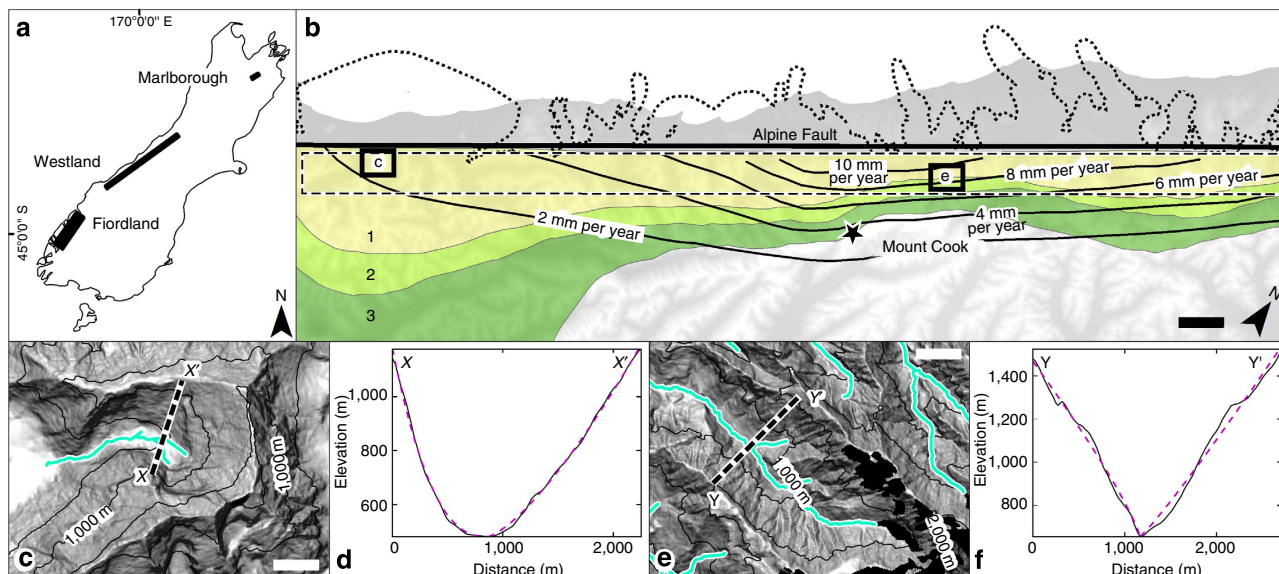 a
170°0'0" E
Marlborough
Westland
Fiordland
45°0'0" S
N
b
Alpine Fault
c
10 mm
per year
e
8 mm per year
6 mm per year
2 mm per year
4 mm
per year
1
Mount Cook
2
3
N
X'
X
1,000 m
1,000 m
c
X
X'
1,000
800
600
Elevation (m)
0
1,000
2,000
Distance (m)
d
Y'
Y
1,000 m
2,000 m
e
Y
Y'
1,400
1,200
1,000
800
Elevation (m)
0
1,000
2,000
Distance (m)
f